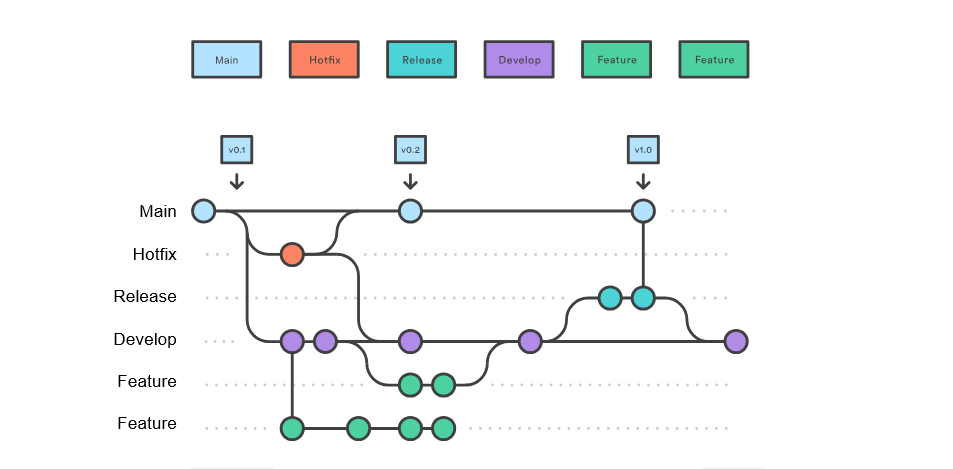 Main Hotfix Release Develop Feature Feature
v0.1 v0.2 v1.0
Main
Hotfix
Release
Develop
Feature
Feature